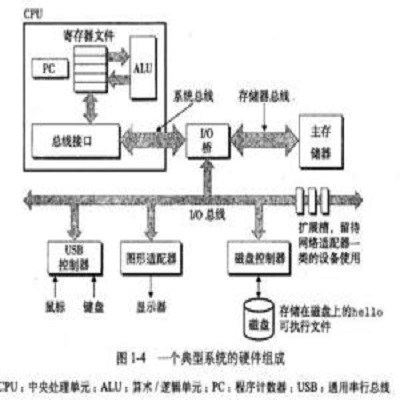 CPU
寄存器文件
PC
ALU
系统总线
存储器总线
总线接口
I/O
桥
主存
储器
I/O 总线
扩展槽，留待
网络适配器一
类的设备使用
USB
控制器
图形适配器
磁盘控制器
鼠标
键盘
显示器
磁盘
存储在磁盘上的hello
可执行文件
图 1-4 一个典型系统的硬件组成
CPU：中央处理单元；ALU：算术/逻辑单元；PC：程序计数器；USB：通用串行总线